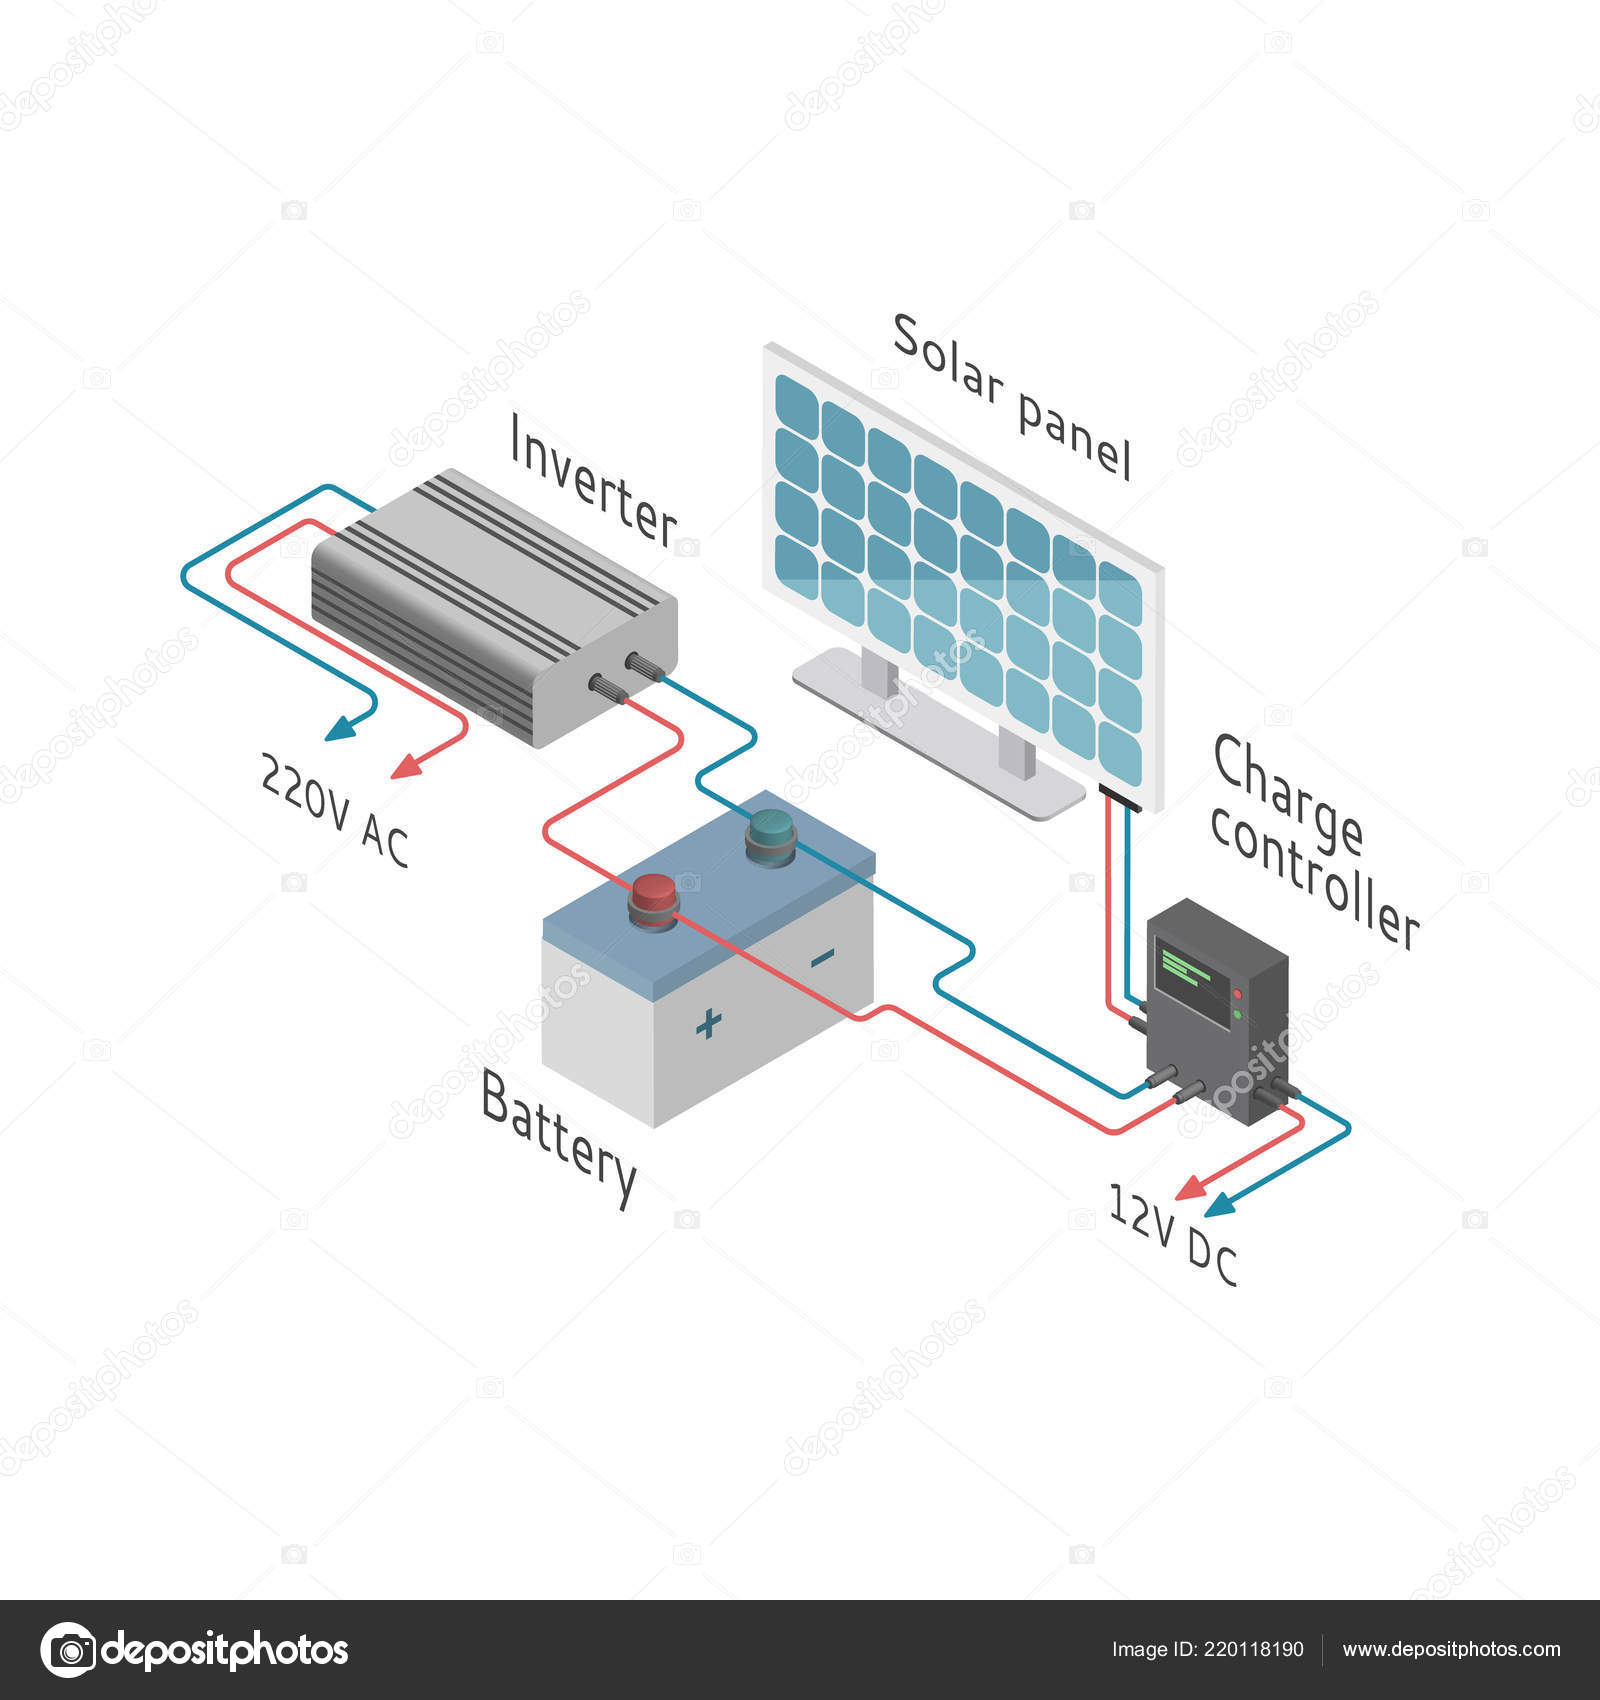 Solar panel
Inverter
Charge
controller
220V AC
+
-
Battery
12V DC
depositphotos
Image ID: 220118190
www.depositphotos.com